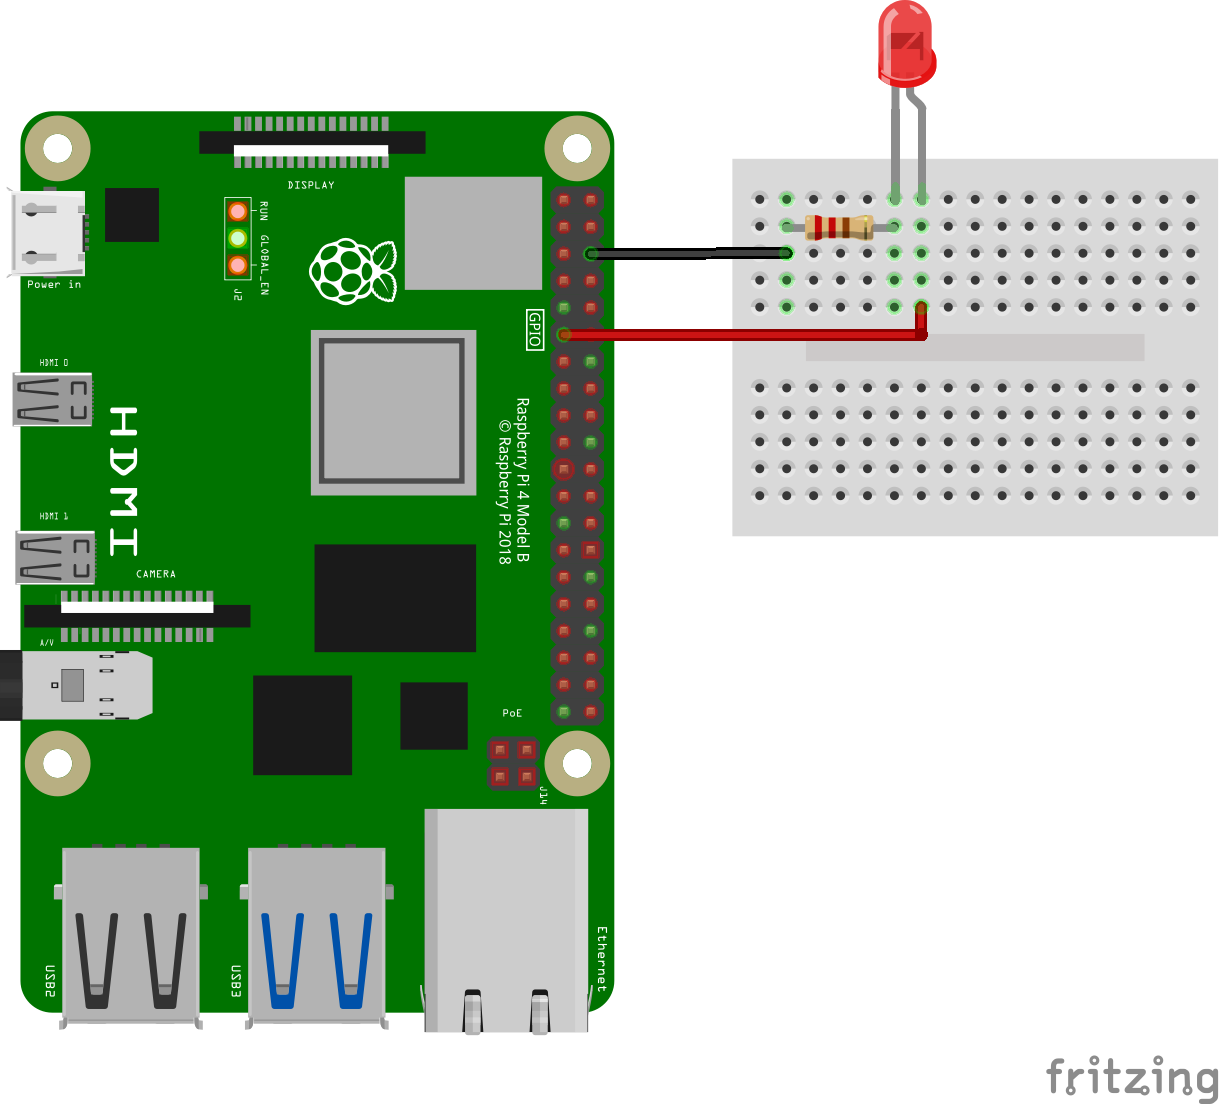 DISPLAY
RUN
GLOBAL_EN
J2
Power in
GPIO
HDMI 0
HDMI
Raspberry Pi 4 Model B
© Raspberry Pi 2018
HDMI 1
CAMERA
A/V
PoE
J14
USB2
USB3
Ethernet
fritzing